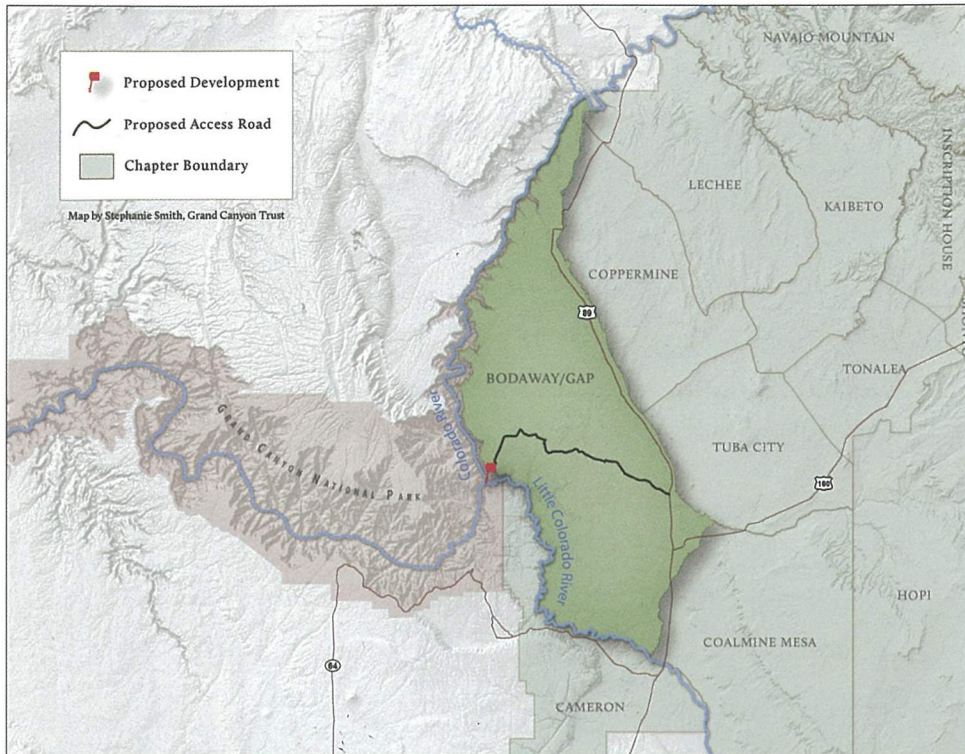 Proposed Development
Proposed Access Road
Chapter Boundary
Map by Stephanie Smith, Grand Canyon Trust
NAVAJO MOUNTAIN
INSCRIPTION HOUSE
LECHEE
KAIBETO
COPPERMINE
89
BODAWAY/GAP
TONALEA
Colorado River
GRAND CANYON NATIONAL PARK
TUBA CITY
160
Little Colorado River
HOPI
COALMINE MESA
64
CAMERON